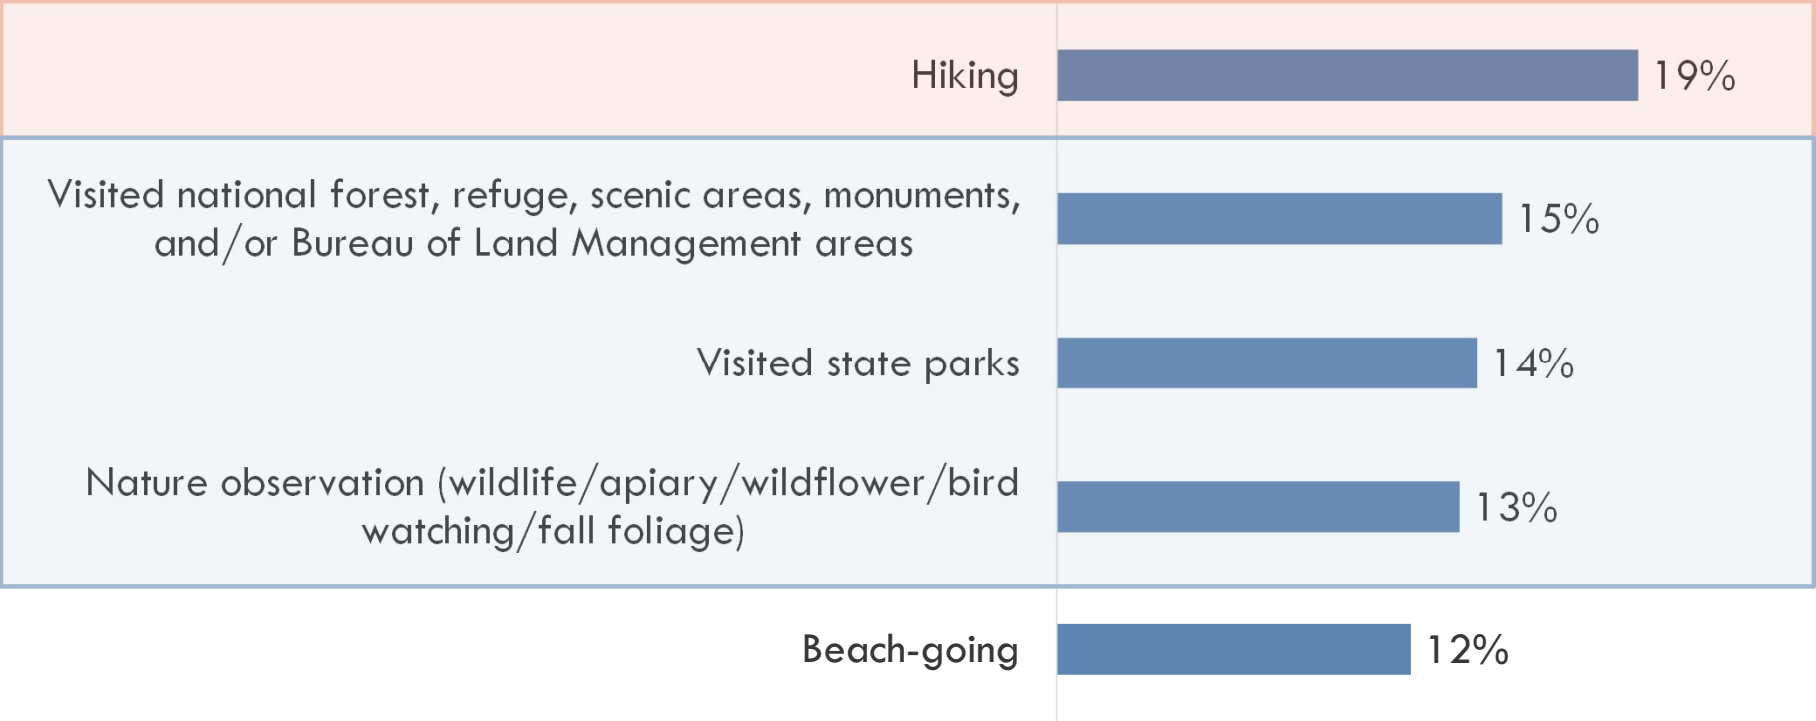 Hiking 19%
Visited national forest, refuge, scenic areas, monuments,
and/or Bureau of Land Management areas 15%
Visited state parks 14%
Nature observation (wildlife/apiary/wildflower/bird
watching/fall foliage) 13%
Beach-going 12%